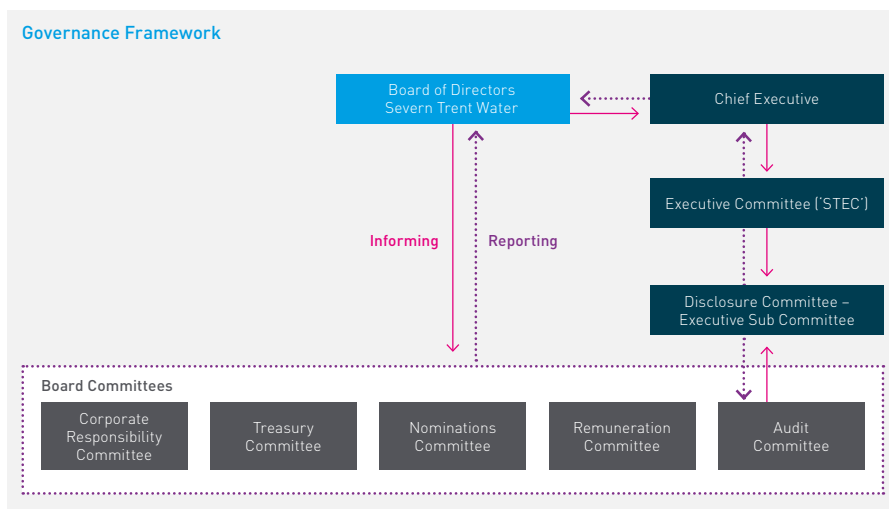 Governance Framework
Board of Directors
Severn Trent Water
Chief Executive
Executive Committee (‘STEC’)
Informing
Reporting
Disclosure Committee –
Executive Sub Committee
Board Committees
Corporate
Responsibility
Committee
Treasury
Committee
Nominations
Committee
Remuneration
Committee
Audit
Committee